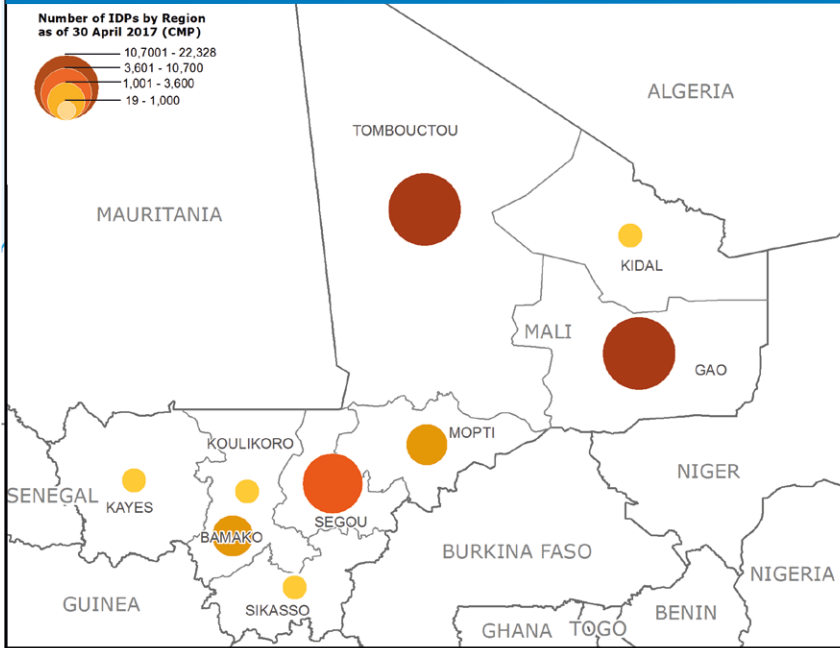 Number of IDPs by Region
as of 30 April 2017 (CMP)
10,7001 - 22,328
3,601 - 10,700
1,001 - 3,600
19 - 1,000
ALGERIA
TOMBOUCTOU
MAURITANIA
KIDAL
MALI
GAO
MOPTI
KOULIKORO
NIGER
SENEGAL
KAYES
SEGOU
BAMAKO
BURKINA FASO
NIGERIA
GUINEA
SIKASSO
BENIN
GHANA
TOGO